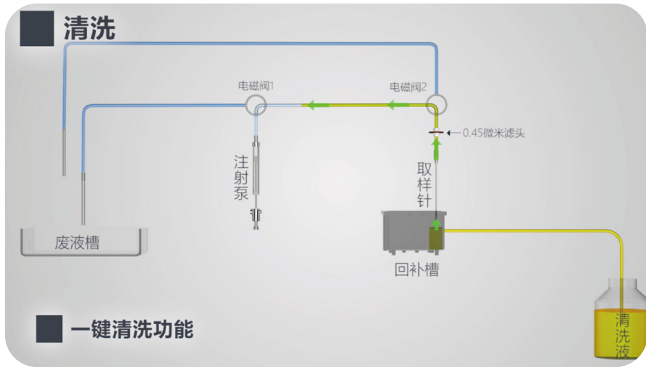 清洗
电磁阀1
电磁阀2
0.45微米滤头
注射泵
取样针
废液槽
回补槽
清洗液
一键清洗功能